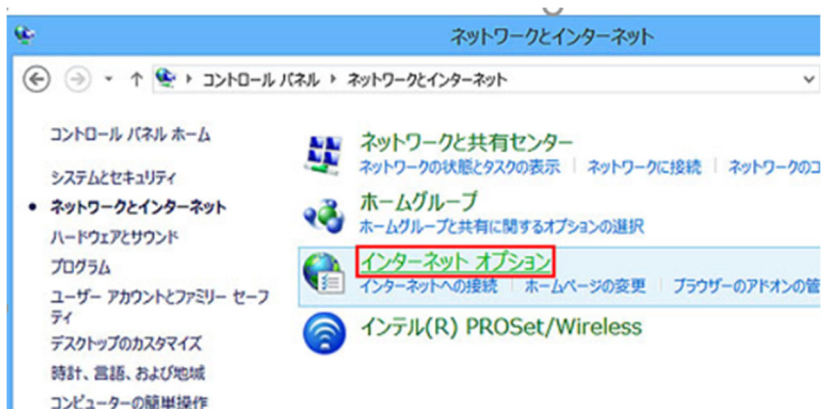 ネットワークとインターネット
コントロール パネル ネットワークとインターネット
コントロール パネル ホーム
システムとセキュリティ
ネットワークとインターネット
ハードウェアとサウンド
プログラム
ユーザー アカウントとファミリー セーフ
ティ
デスクトップのカスタマイズ
時計、言語、および地域
コンピューターの簡単操作
ネットワークと共有センター
ネットワークの状態とタスクの表示 ネットワークに接続 ネットワークのコ
ホームグループ
ホームグループと共有に関するオプションの選択
インターネット オプション
インターネットへの接続 ホームページの変更 ブラウザーのアドオンの管
インテル(R) PROSet/Wireless